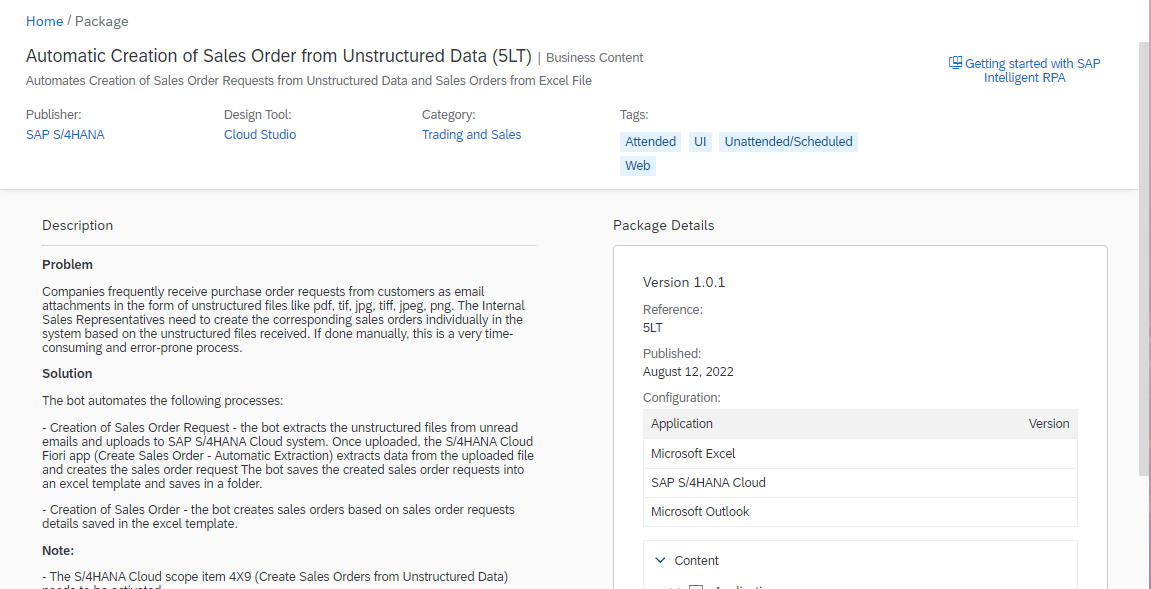 Home / Package
Automatic Creation of Sales Order from Unstructured Data (5LT) | Business Content
Automates Creation of Sales Order Requests from Unstructured Data and Sales Orders from Excel File
Getting started with SAP
Intelligent RPA
Publisher:
SAP S/4HANA
Design Tool:
Cloud Studio
Category:
Trading and Sales
Tags:
Attended UI Unattended/Scheduled
Web
Description
Problem
Companies frequently receive purchase order requests from customers as email
attachments in the form of unstructured files like pdf, tif, jpg, tiff, jpeg, png. The Internal
Sales Representatives need to create the corresponding sales orders individually in the
system based on the unstructured files received. If done manually, this is a very time-
consuming and error-prone process.
Solution
The bot automates the following processes:
- Creation of Sales Order Request - the bot extracts the unstructured files from unread
emails and uploads to SAP S/4HANA Cloud system. Once uploaded, the S/4HANA Cloud
Fiori app (Create Sales Order - Automatic Extraction) extracts data from the uploaded file
and creates the sales order request The bot saves the created sales order requests into
an excel template and saves in a folder.
- Creation of Sales Order - the bot creates sales orders based on sales order requests
details saved in the excel template.
Note:
- The S/4HANA Cloud scope item 4X9 (Create Sales Orders from Unstructured Data)
Package Details
Version 1.0.1
Reference:
5LT
Published:
August 12, 2022
Configuration:
Application Version
Microsoft Excel
SAP S/4HANA Cloud
Microsoft Outlook
Content